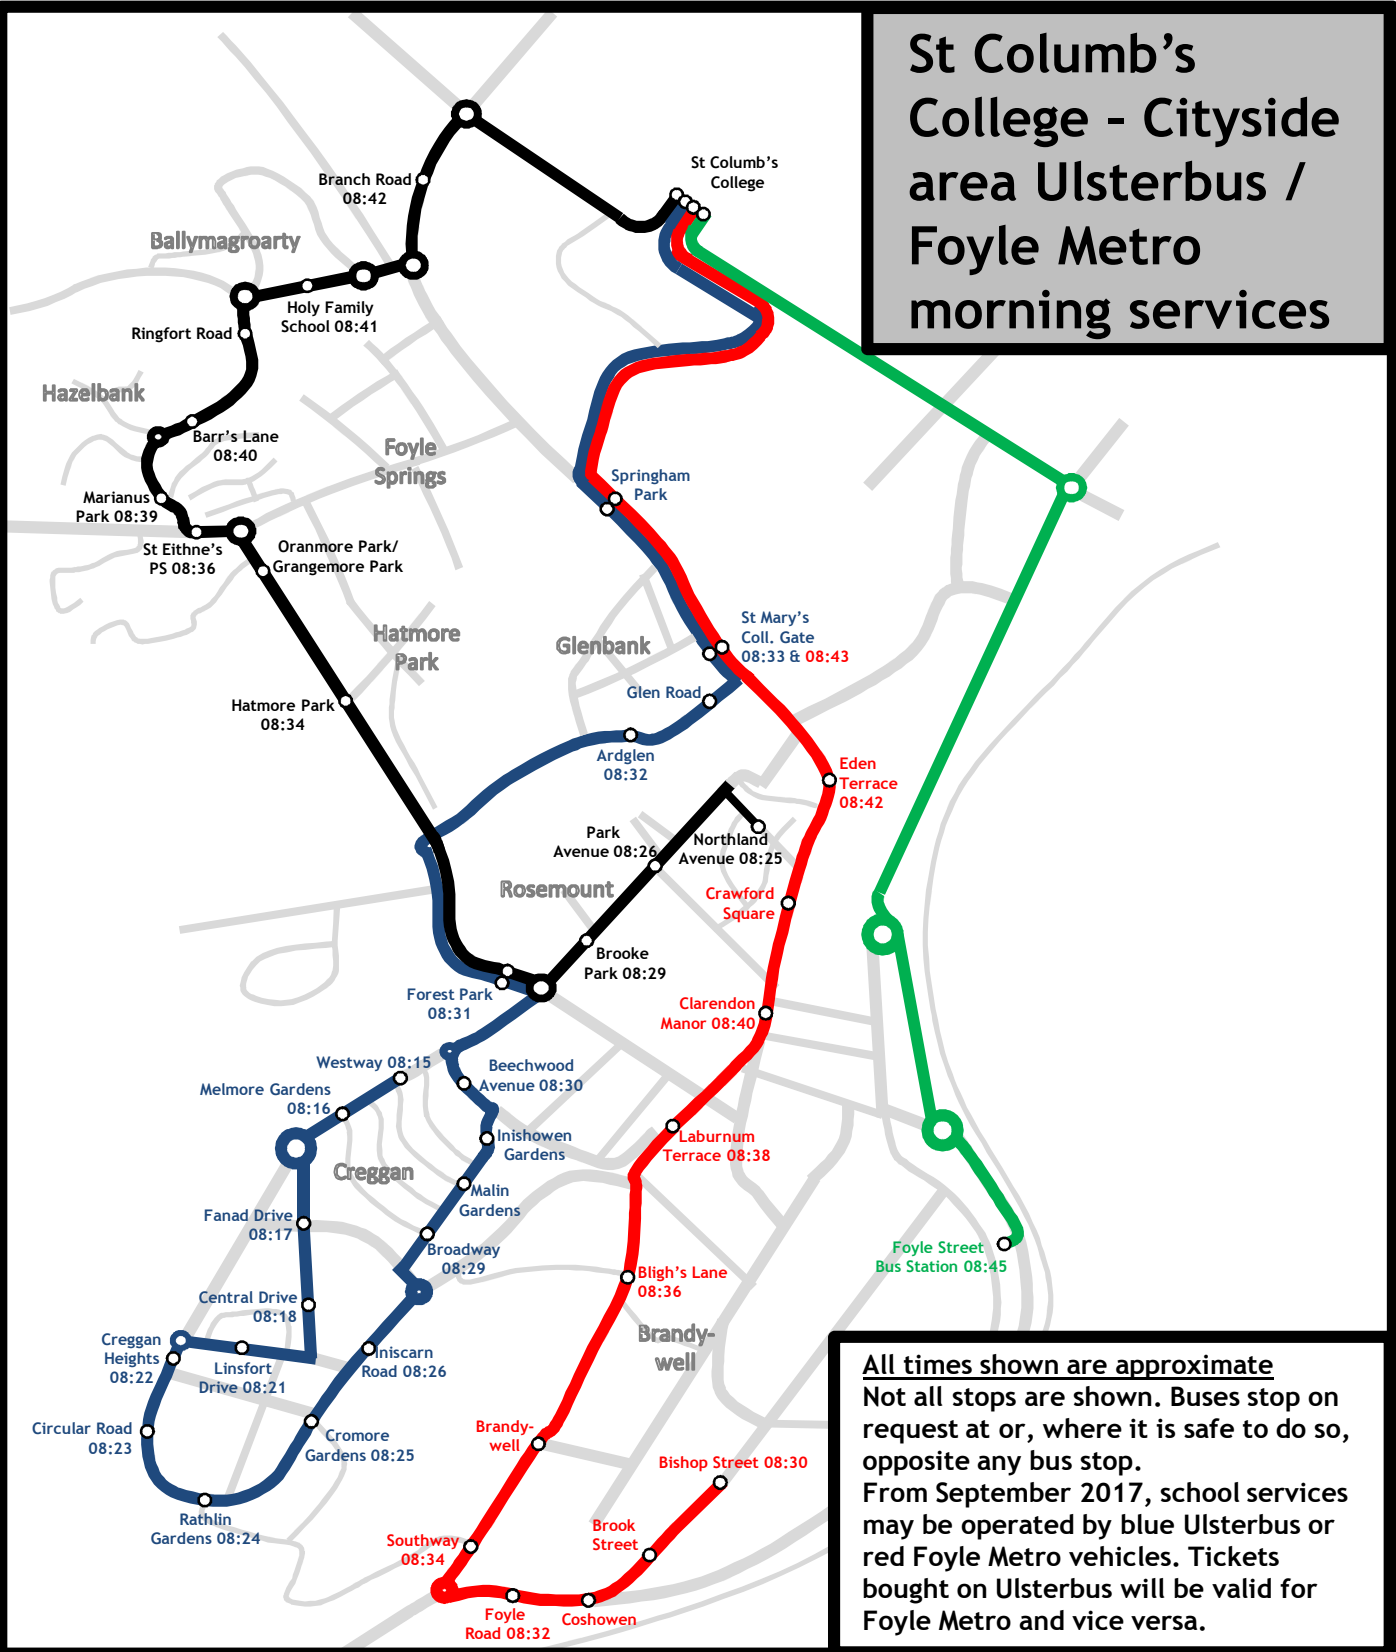 St Columb's
College - Cityside
area Ulsterbus /
Foyle Metro
morning services
St Columb's
College
Branch Road
08:42
Ballymagroarty
Holy Family
School 08:41
Ringfort Road
Hazelbank
Barr's Lane
08:40
Foyle
Springs
Marianus
Park 08:39
St Eithne's
PS 08:36
Oranmore Park/
Grangemore Park
Springham
Park
Hatmore
Park
Glenbank
St Mary's
Coll. Gate
08:33 & 08:43
Glen Road
Hatmore Park
08:34
Ardglen
08:32
Eden
Terrace
08:42
Park
Avenue 08:26
Northland
Avenue 08:25
Rosemount
Crawford
Square
Brooke
Park 08:29
Forest Park
08:31
Clarendon
Manor 08:40
Westway 08:15
Beechwood
Avenue 08:30
Melmore Gardens
08:16
Inishowen
Gardens
Laburnum
Terrace 08:38
Creggan
Malin
Gardens
Fanad Drive
08:17
Broadway
08:29
Foyle Street
Bus Station 08:45
Bligh's Lane
08:36
Central Drive
08:18
Brandy-
well
Creggan
Heights
08:22
Linsfort
Drive 08:21
Iniscarn
Road 08:26
Circular Road
08:23
Cromore
Gardens 08:25
Brandy-
well
Bishop Street 08:30
Rathlin
Gardens 08:24
Southway
08:34
Brook
Street
Foyle
Road 08:32
Coshowen
All times shown are approximate
Not all stops are shown. Buses stop on
request at or, where it is safe to do so,
opposite any bus stop.
From September 2017, school services
may be operated by blue Ulsterbus or
red Foyle Metro vehicles. Tickets
bought on Ulsterbus will be valid for
Foyle Metro and vice versa.